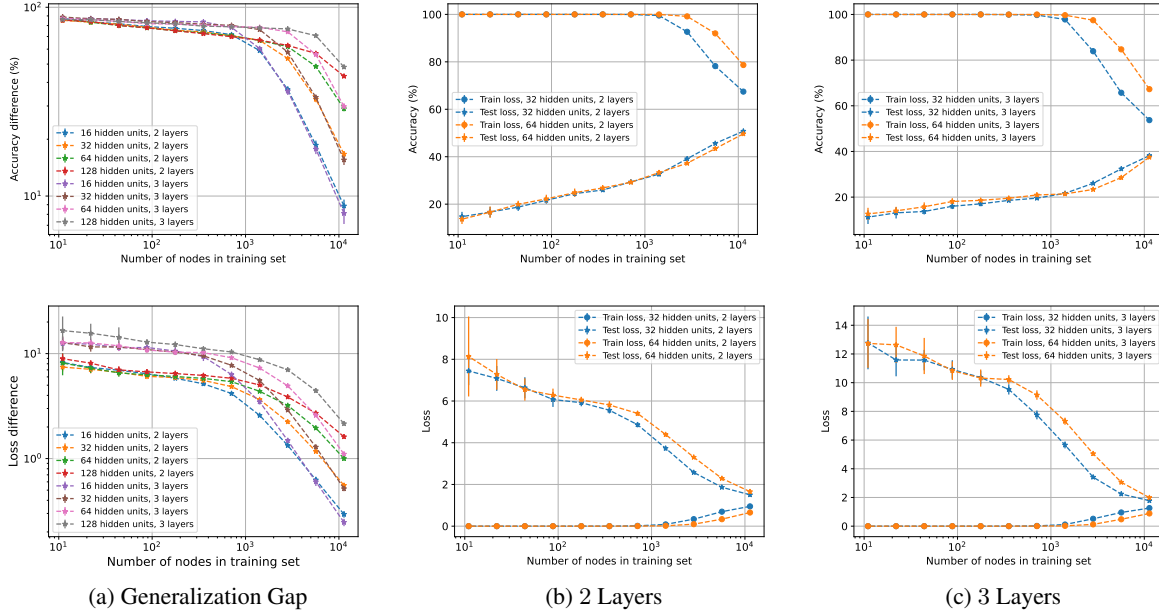 Accuracy difference (%)
10²
10¹
16 hidden units, 2 layers
32 hidden units, 2 layers
64 hidden units, 2 layers
128 hidden units, 2 layers
16 hidden units, 3 layers
32 hidden units, 3 layers
64 hidden units, 3 layers
128 hidden units, 3 layers
10¹ 10² 10³ 10⁴
Number of nodes in training set
Accuracy (%)
100
80
60
40
20
Train loss, 32 hidden units, 2 layers
Test loss, 32 hidden units, 2 layers
Train loss, 64 hidden units, 2 layers
Test loss, 64 hidden units, 2 layers
10¹ 10² 10³ 10⁴
Number of nodes in training set
Accuracy (%)
100
80
60
40
20
Train loss, 32 hidden units, 3 layers
Test loss, 32 hidden units, 3 layers
Train loss, 64 hidden units, 3 layers
Test loss, 64 hidden units, 3 layers
10¹ 10² 10³ 10⁴
Number of nodes in training set
Loss difference
10¹
10⁰
16 hidden units, 2 layers
32 hidden units, 2 layers
64 hidden units, 2 layers
128 hidden units, 2 layers
16 hidden units, 3 layers
32 hidden units, 3 layers
64 hidden units, 3 layers
128 hidden units, 3 layers
10¹ 10² 10³ 10⁴
Number of nodes in training set
Loss
10
8
6
4
2
0
Train loss, 32 hidden units, 2 layers
Test loss, 32 hidden units, 2 layers
Train loss, 64 hidden units, 2 layers
Test loss, 64 hidden units, 2 layers
10¹ 10² 10³ 10⁴
Number of nodes in training set
Loss
14
12
10
8
6
4
2
0
Train loss, 32 hidden units, 3 layers
Test loss, 32 hidden units, 3 layers
Train loss, 64 hidden units, 3 layers
Test loss, 64 hidden units, 3 layers
10¹ 10² 10³ 10⁴
Number of nodes in training set
(a) Generalization Gap
(b) 2 Layers
(c) 3 Layers